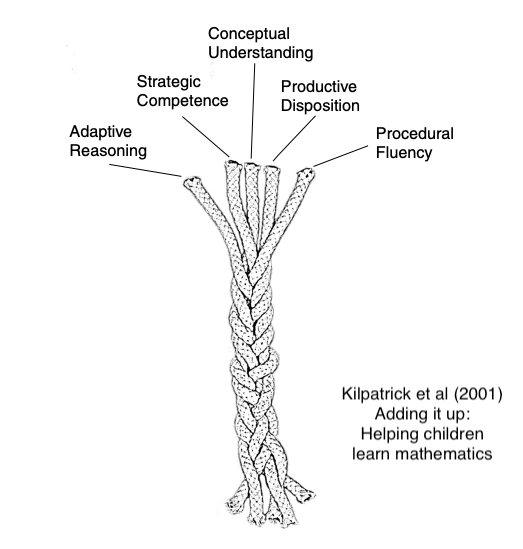 Conceptual
Understanding
Strategic
Competence
Productive
Disposition
Adaptive
Reasoning
Procedural
Fluency
Kilpatrick et al (2001)
Adding it up:
Helping children
learn mathematics